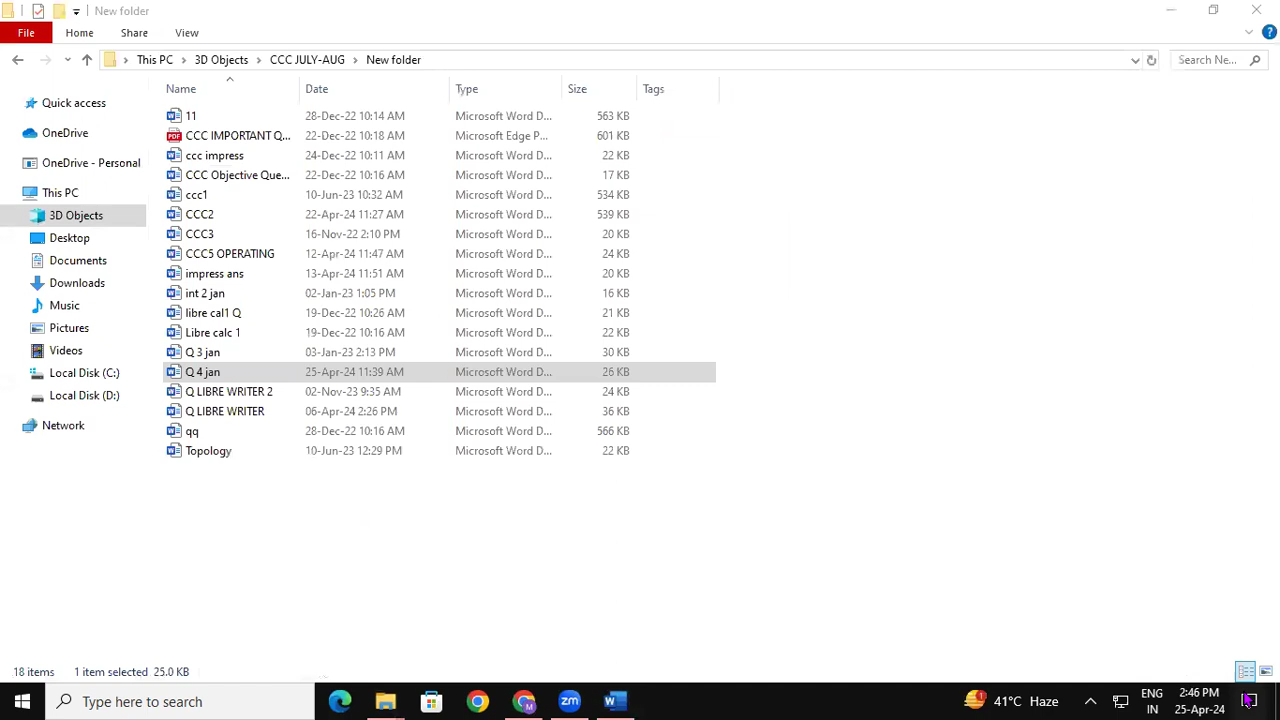 New folder
File Home Share View
This PC 3D Objects CCC JULY-AUG New folder Search Ne...
Name Date Type Size Tags
11 28-Dec-22 10:14 AM Microsoft Word D... 563 KB
CCC IMPORTANT Q... 22-Dec-22 10:18 AM Microsoft Edge P... 601 KB
ccc impress 24-Dec-22 10:11 AM Microsoft Word D... 22 KB
CCC Objective Que... 23-Dec-22 10:16 AM Microsoft Word D... 17 KB
ccc1 10-Jun-23 10:32 AM Microsoft Word D... 534 KB
CCC2 22-Apr-24 11:27 AM Microsoft Word D... 539 KB
CCC3 16-Nov-22 2:10 PM Microsoft Word D... 20 KB
CCC5 OPERATING 12-Apr-24 11:47 AM Microsoft Word D... 24 KB
impress ans 13-Apr-24 11:51 AM Microsoft Word D... 20 KB
int 2 jan 02-Jan-23 1:05 PM Microsoft Word D... 16 KB
libre cal1 Q 19-Dec-22 10:26 AM Microsoft Word D... 21 KB
Libre calc 1 19-Dec-22 10:16 AM Microsoft Word D... 22 KB
Q 3 jan 03-Jan-23 2:13 PM Microsoft Word D... 30 KB
Q 4 jan 25-Apr-24 11:39 AM Microsoft Word D... 26 KB
Q LIBRE WRITER 2 02-Nov-23 9:35 AM Microsoft Word D... 24 KB
Q LIBRE WRITER 06-Apr-24 2:26 PM Microsoft Word D... 36 KB
qq 28-Dec-22 10:16 AM Microsoft Word D... 566 KB
Topology 10-Jun-23 12:29 PM Microsoft Word D... 22 KB
Quick access
OneDrive
OneDrive - Personal
This PC
3D Objects
Desktop
Documents
Downloads
Music
Pictures
Videos
Local Disk (C:)
Local Disk (D:)
Network
18 items 1 item selected 25.0 KB
Type here to search
41°C Haze
ENG
IN
2:46 PM
25-Apr-24